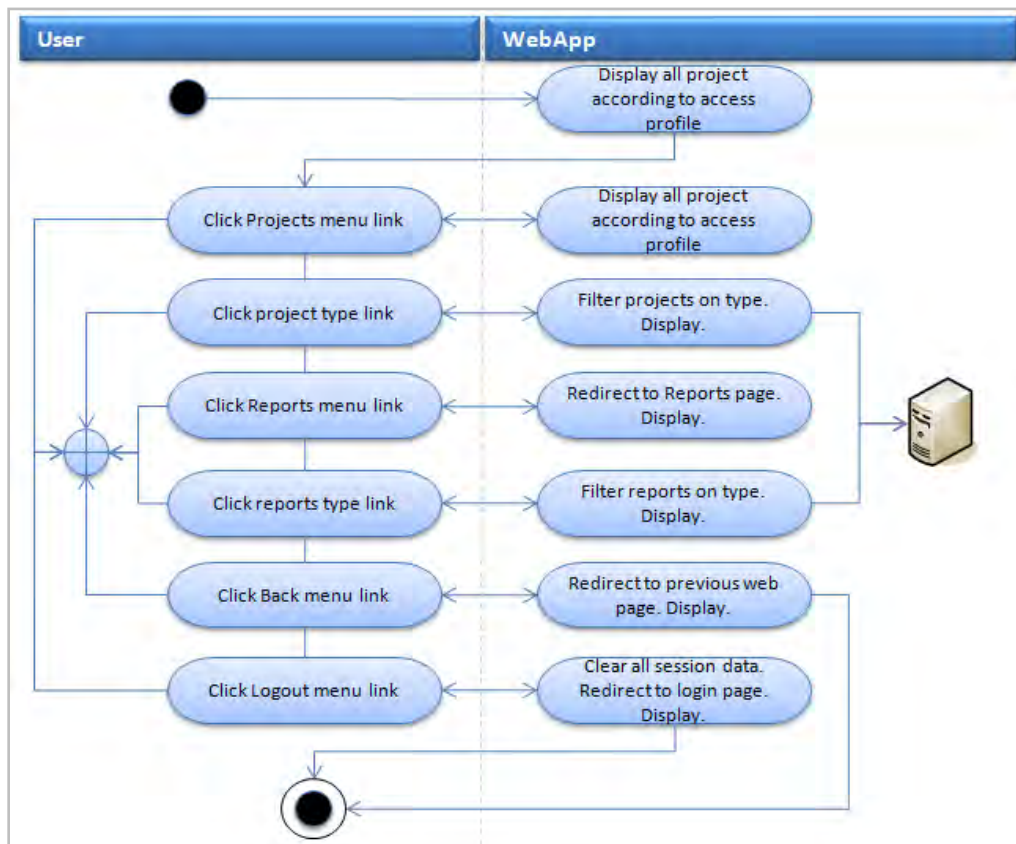 User
WebApp
Display all project
according to access
profile
Click Projects menu link
Display all project
according to access
profile
Click project type link
Filter projects on type.
Display.
Click Reports menu link
Redirect to Reports page.
Display.
Click reports type link
Filter reports on type.
Display.
Click Back menu link
Redirect to previous web
page. Display.
Click Logout menu link
Clear all session data.
Redirect to login page.
Display.